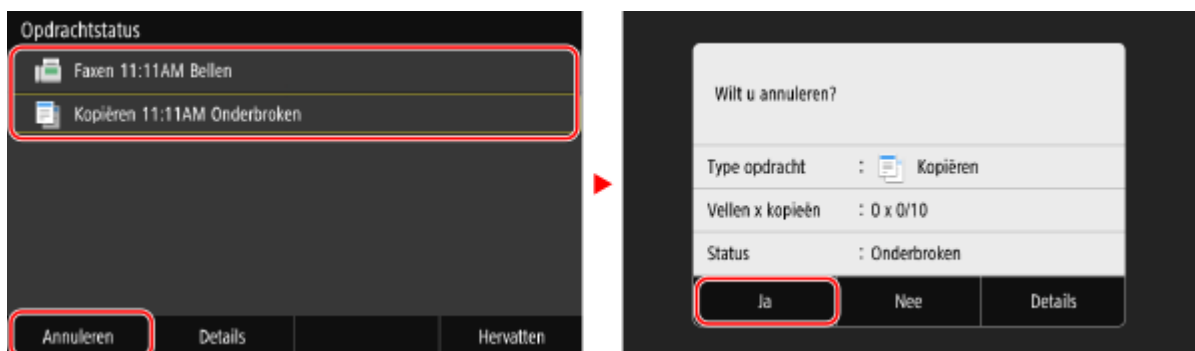 Opdrachtstatus
Faxen 11:11AM Bellen
Kopiëren 11:11AM Onderbroken
Annuleren Details Hervatten
Wilt u annuleren?
Type opdracht : Kopiëren
Vellen x kopieën : 0 x 0/10
Status : Onderbroken
Ja Nee Details